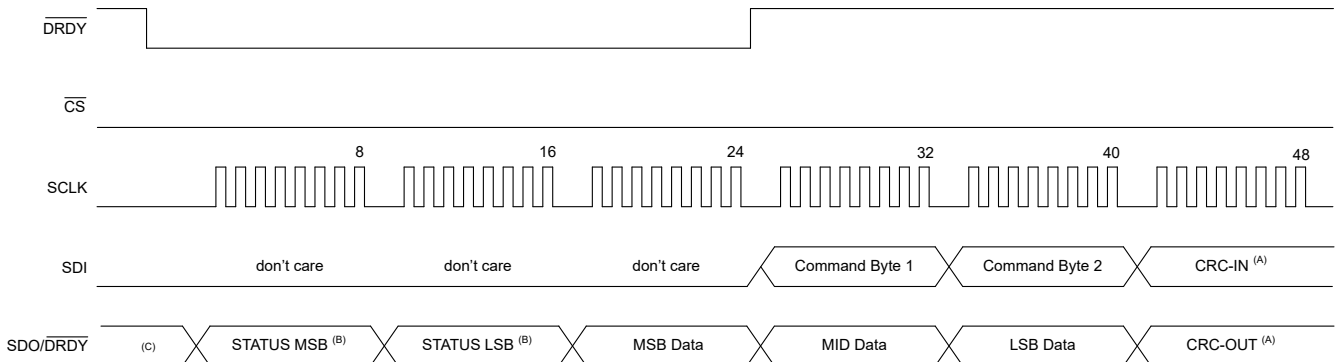 DRDY
CS
8 16 24 32 40 48
SCLK
SDI don't care don't care don't care Command Byte 1 Command Byte 2 CRC-IN (A)
SDO/DRDY (C) STATUS MSB (B) STATUS LSB (B) MSB Data MID Data LSB Data CRC-OUT (A)